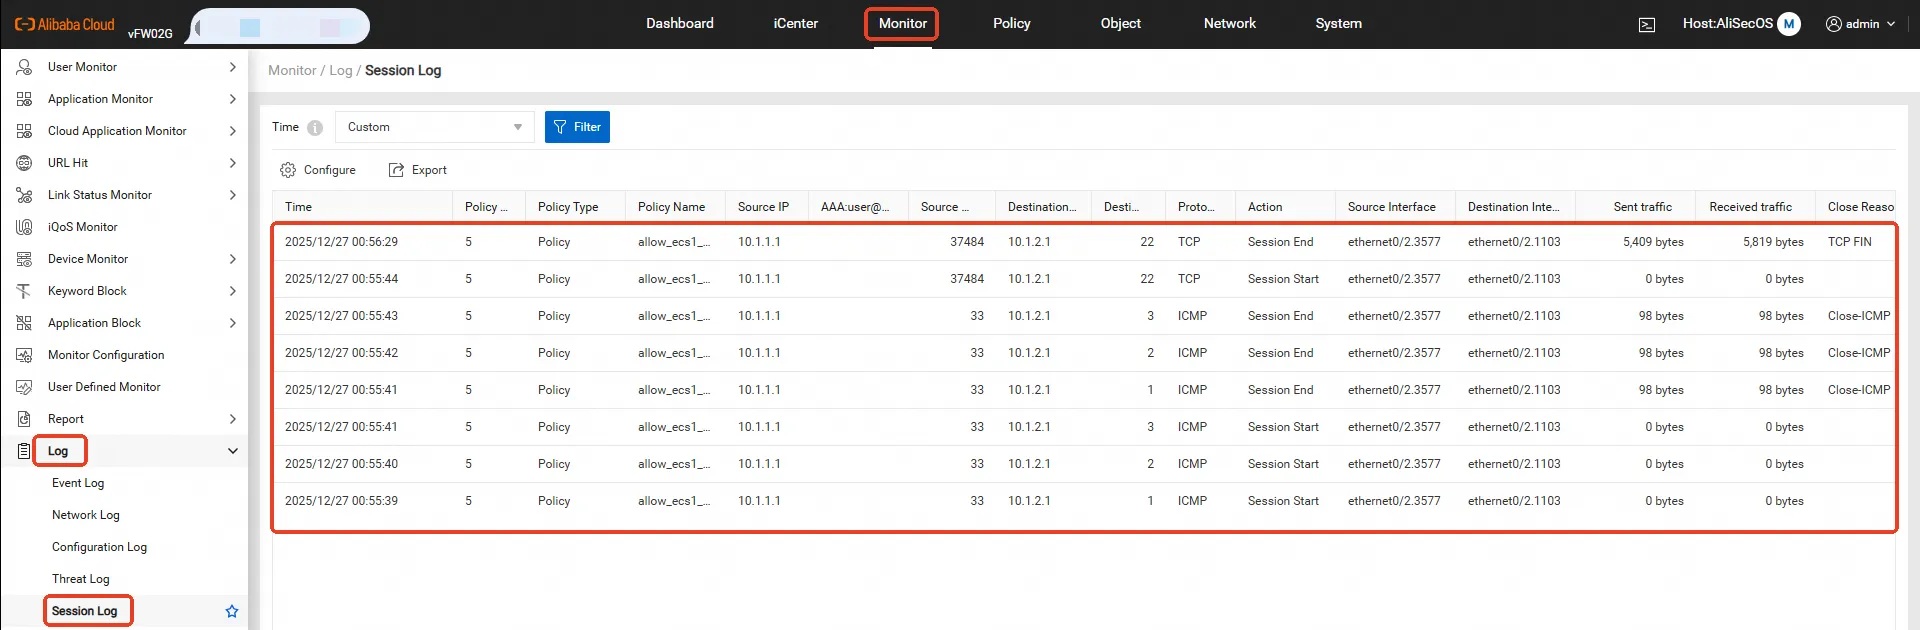 Alibaba Cloud vFW02G Dashboard iCenter Monitor Policy Object Network System Host:AliSecOS M admin
User Monitor
Application Monitor
Cloud Application Monitor
URL Hit
Link Status Monitor
iQoS Monitor
Device Monitor
Keyword Block
Application Block
Monitor Configuration
User Defined Monitor
Report
Log
Event Log
Network Log
Configuration Log
Threat Log
Session Log
Monitor / Log / Session Log
Time Custom Filter
Configure Export
Time Policy ... Policy Type Policy Name Source IP AAA:user@... Source ... Destination... Desti... Proto... Action Source Interface Destination Inte... Sent traffic Received traffic Close Reaso
2025/12/27 00:56:29 5 Policy allow_ecs1_... 10.1.1.1 37484 10.1.2.1 22 TCP Session End ethernet0/2.3577 ethernet0/2.1103 5,409 bytes 5,819 bytes TCP FIN
2025/12/27 00:55:44 5 Policy allow_ecs1_... 10.1.1.1 37484 10.1.2.1 22 TCP Session Start ethernet0/2.3577 ethernet0/2.1103 0 bytes 0 bytes
2025/12/27 00:55:43 5 Policy allow_ecs1_... 10.1.1.1 33 10.1.2.1 3 ICMP Session End ethernet0/2.3577 ethernet0/2.1103 98 bytes 98 bytes Close-ICMP
2025/12/27 00:55:42 5 Policy allow_ecs1_... 10.1.1.1 33 10.1.2.1 2 ICMP Session End ethernet0/2.3577 ethernet0/2.1103 98 bytes 98 bytes Close-ICMP
2025/12/27 00:55:41 5 Policy allow_ecs1_... 10.1.1.1 33 10.1.2.1 1 ICMP Session End ethernet0/2.3577 ethernet0/2.1103 98 bytes 98 bytes Close-ICMP
2025/12/27 00:55:41 5 Policy allow_ecs1_... 10.1.1.1 33 10.1.2.1 3 ICMP Session Start ethernet0/2.3577 ethernet0/2.1103 0 bytes 0 bytes
2025/12/27 00:55:40 5 Policy allow_ecs1_... 10.1.1.1 33 10.1.2.1 2 ICMP Session Start ethernet0/2.3577 ethernet0/2.1103 0 bytes 0 bytes
2025/12/27 00:55:39 5 Policy allow_ecs1_... 10.1.1.1 33 10.1.2.1 1 ICMP Session Start ethernet0/2.3577 ethernet0/2.1103 0 bytes 0 bytes